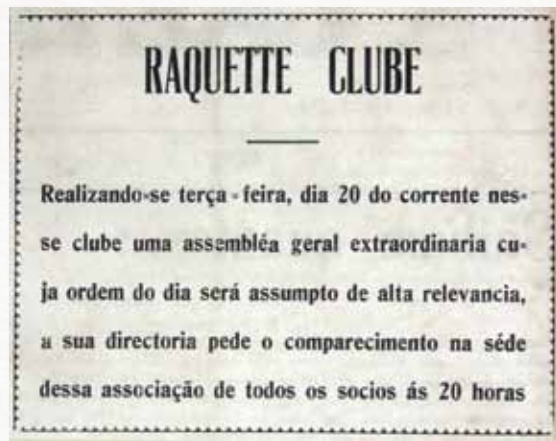 RAQUETTE CLUBE
Realizando-se terça-feira, dia 20 do corrente nes-
se clube uma assembléa geral extraordinaria cu-
ja ordem do dia será assumpto de alta relevancia,
a sua directoria pede o comparecimento na séde
dessa associação de todos os socios ás 20 horas